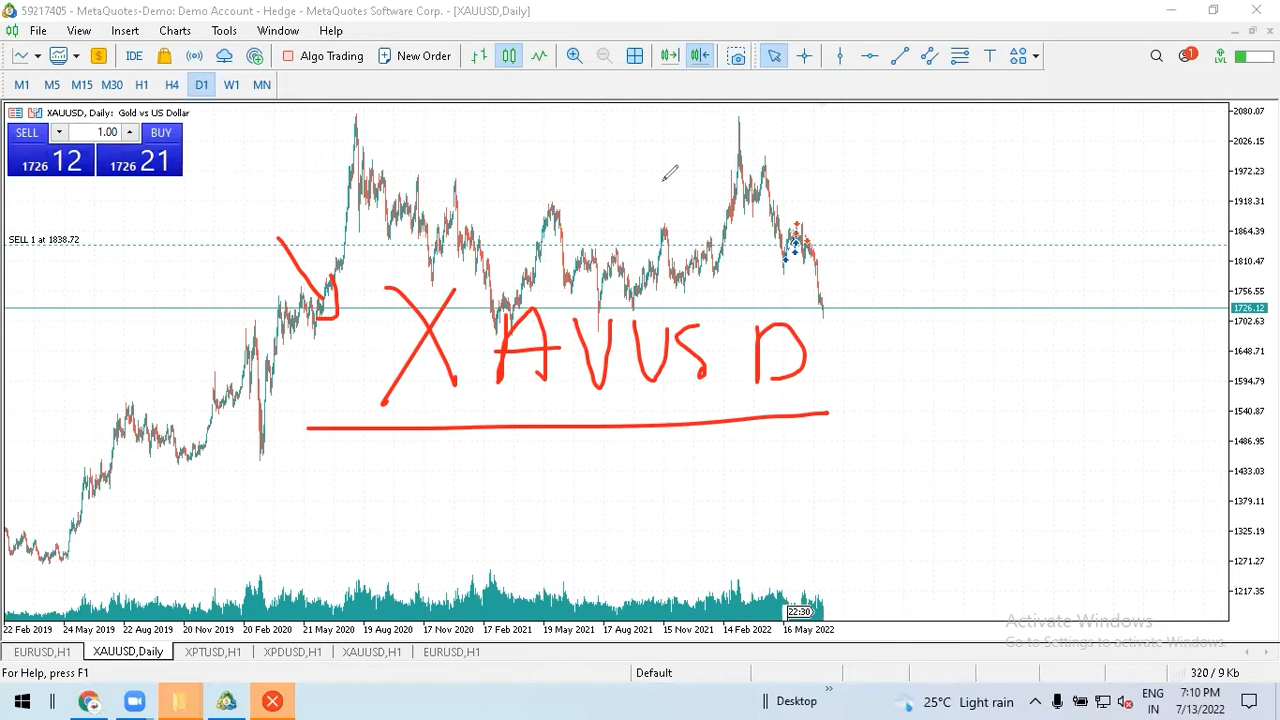 59217405 - MetaQuotes-Demo: Demo Account - Hedge - MetaQuotes Software Corp. - [XAUUSD,Daily]
File View Insert Charts Tools Window Help
IDE Algo Trading New Order T 1 LVL
M1 M5 M15 M30 H1 H4 D1 W1 MN
XAUUSD, Daily: Gold vs US Dollar
SELL 1.00 BUY
1726 12 1726 21
SELL 1 at 1838.72
XAUUSD
2080.07
2026.15
1972.23
1918.31
1864.39
1810.47
1756.55
1726.12
1702.63
1648.71
1594.79
1540.87
1486.95
1433.03
1379.11
1325.19
1271.27
1217.35
22:30
22 Feb 2019 24 May 2019 22 Aug 2019 20 Nov 2019 20 Feb 2020 21 May 2020 19 Aug 2020 17 Nov 2020 17 Feb 2021 19 May 2021 17 Aug 2021 15 Nov 2021 14 Feb 2022 16 May 2022
Activate Windows
Go to Settings to activate Windows.
EURUSD,H1 XAUUSD,Daily XPTUSD,H1 XPDUSD,H1 XAUUSD,H1 EURUSD,H1
For Help, press F1 Default 320 / 9 Kb
Desktop 25°C Light rain ENG IN 7:10 PM 7/13/2022